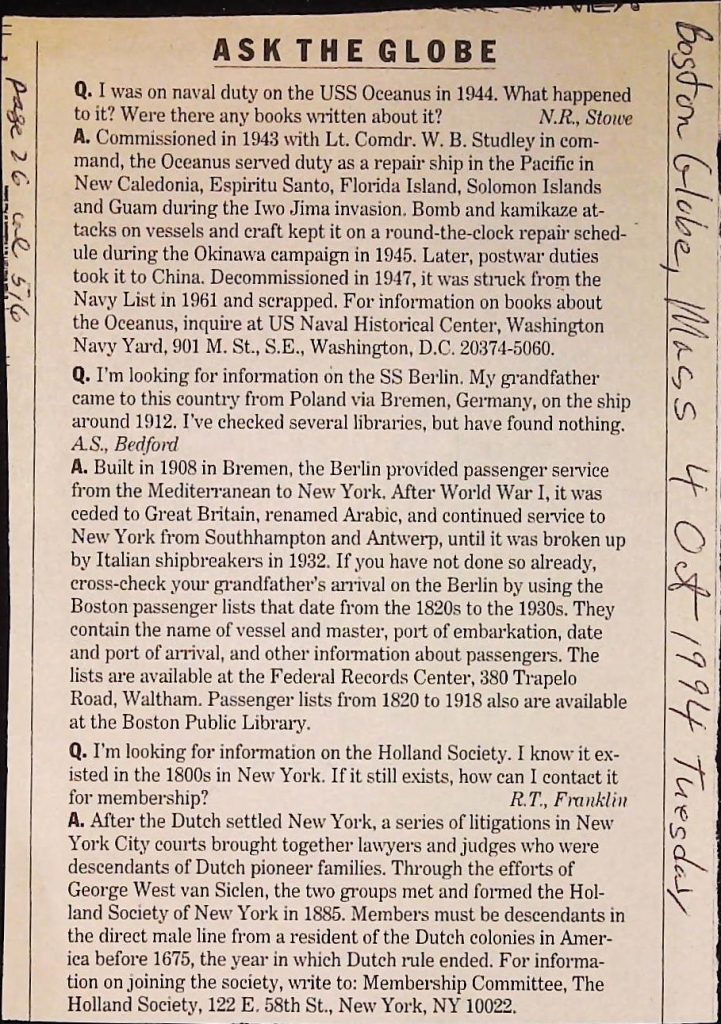 ASK THE GLOBE
Q. I was on naval duty on the USS Oceanus in 1944. What happened
to it? Were there any books written about it? N.R., Stowe
A. Commissioned in 1943 with Lt. Comdr. W. B. Studley in com-
mand, the Oceanus served duty as a repair ship in the Pacific in
New Caledonia, Espiritu Santo, Florida Island, Solomon Islands
and Guam during the Iwo Jima invasion. Bomb and kamikaze at-
tacks on vessels and craft kept it on a round-the-clock repair sched-
ule during the Okinawa campaign in 1945. Later, postwar duties
took it to China. Decommissioned in 1947, it was struck from the
Navy List in 1961 and scrapped. For information on books about
the Oceanus, inquire at US Naval Historical Center, Washington
Navy Yard, 901 M. St., S.E., Washington, D.C. 20374-5060.
Q. I'm looking for information on the SS Berlin. My grandfather
came to this country from Poland via Bremen, Germany, on the ship
around 1912. I've checked several libraries, but have found nothing.
A.S., Bedford
A. Built in 1908 in Bremen, the Berlin provided passenger service
from the Mediterranean to New York. After World War I, it was
ceded to Great Britain, renamed Arabic, and continued service to
New York from Southhampton and Antwerp, until it was broken up
by Italian shipbreakers in 1932. If you have not done so already,
cross-check your grandfather's arrival on the Berlin by using the
Boston passenger lists that date from the 1820s to the 1930s. They
contain the name of vessel and master, port of embarkation, date
and port of arrival, and other information about passengers. The
lists are available at the Federal Records Center, 380 Trapelo
Road, Waltham. Passenger lists from 1820 to 1918 also are available
at the Boston Public Library.
Q. I'm looking for information on the Holland Society. I know it ex-
isted in the 1800s in New York. If it still exists, how can I contact it
for membership? R.T., Franklin
A. After the Dutch settled New York, a series of litigations in New
York City courts brought together lawyers and judges who were
descendants of Dutch pioneer families. Through the efforts of
George West van Siclen, the two groups met and formed the Hol-
land Society of New York in 1885. Members must be descendants in
the direct male line from a resident of the Dutch colonies in Amer-
ica before 1675, the year in which Dutch rule ended. For informa-
tion on joining the society, write to: Membership Committee, The
Holland Society, 122 E. 58th St., New York, NY 10022.
Boston Globe, Mass 4 Oct 1994 Tuesday
page 26 col 5/6